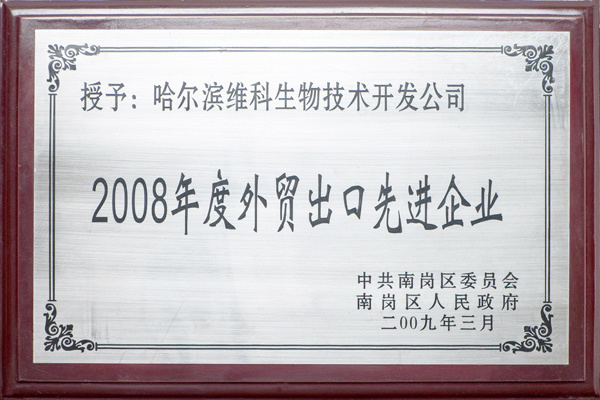 授予：哈尔滨维科生物技术开发公司
2008年度外贸出口先进企业
中共南岗区委员会
南岗区人民政府
二00九年三月